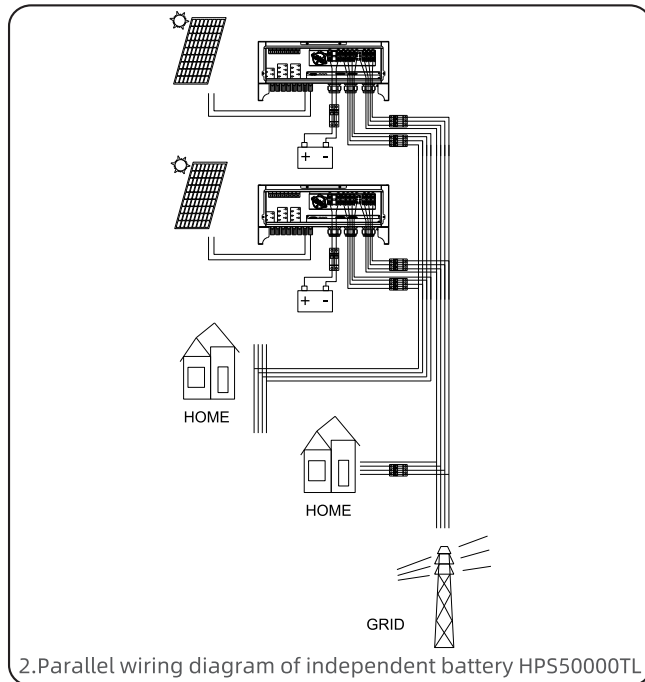 + -
+ -
HOME
HOME
GRID
2.Parallel wiring diagram of independent battery HPS50000TL